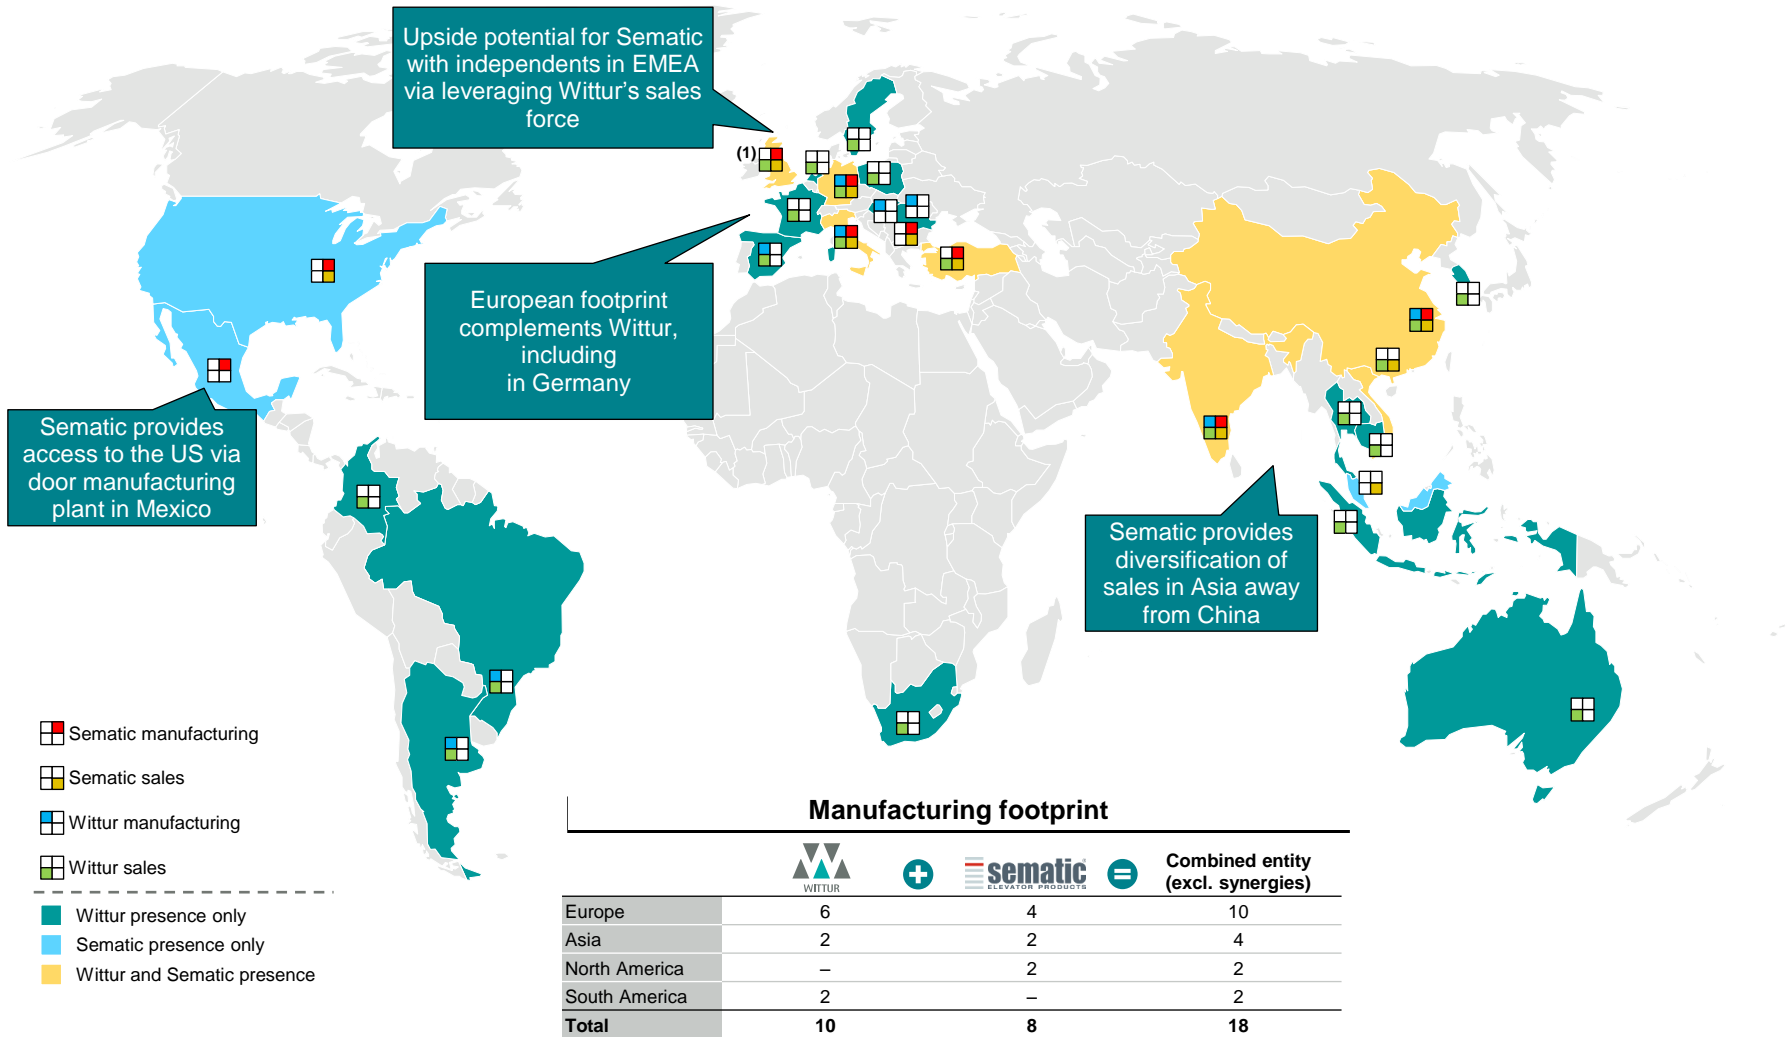 Upside potential for Sematic
with independents in EMEA
via leveraging Wittur’s sales
force
(1)
European footprint
complements Wittur,
including
in Germany
Sematic provides
access to the US via
door manufacturing
plant in Mexico
Sematic provides
diversification of
sales in Asia away
from China
Sematic manufacturing
Sematic sales
Wittur manufacturing
Wittur sales
Wittur presence only
Sematic presence only
Wittur and Sematic presence
Manufacturing footprint
WITTUR + sematic = Combined entity
ELEVATOR PRODUCTS (excl. synergies)
Europe 6 4 10
Asia 2 2 4
North America – 2 2
South America 2 – 2
Total 10 8 18